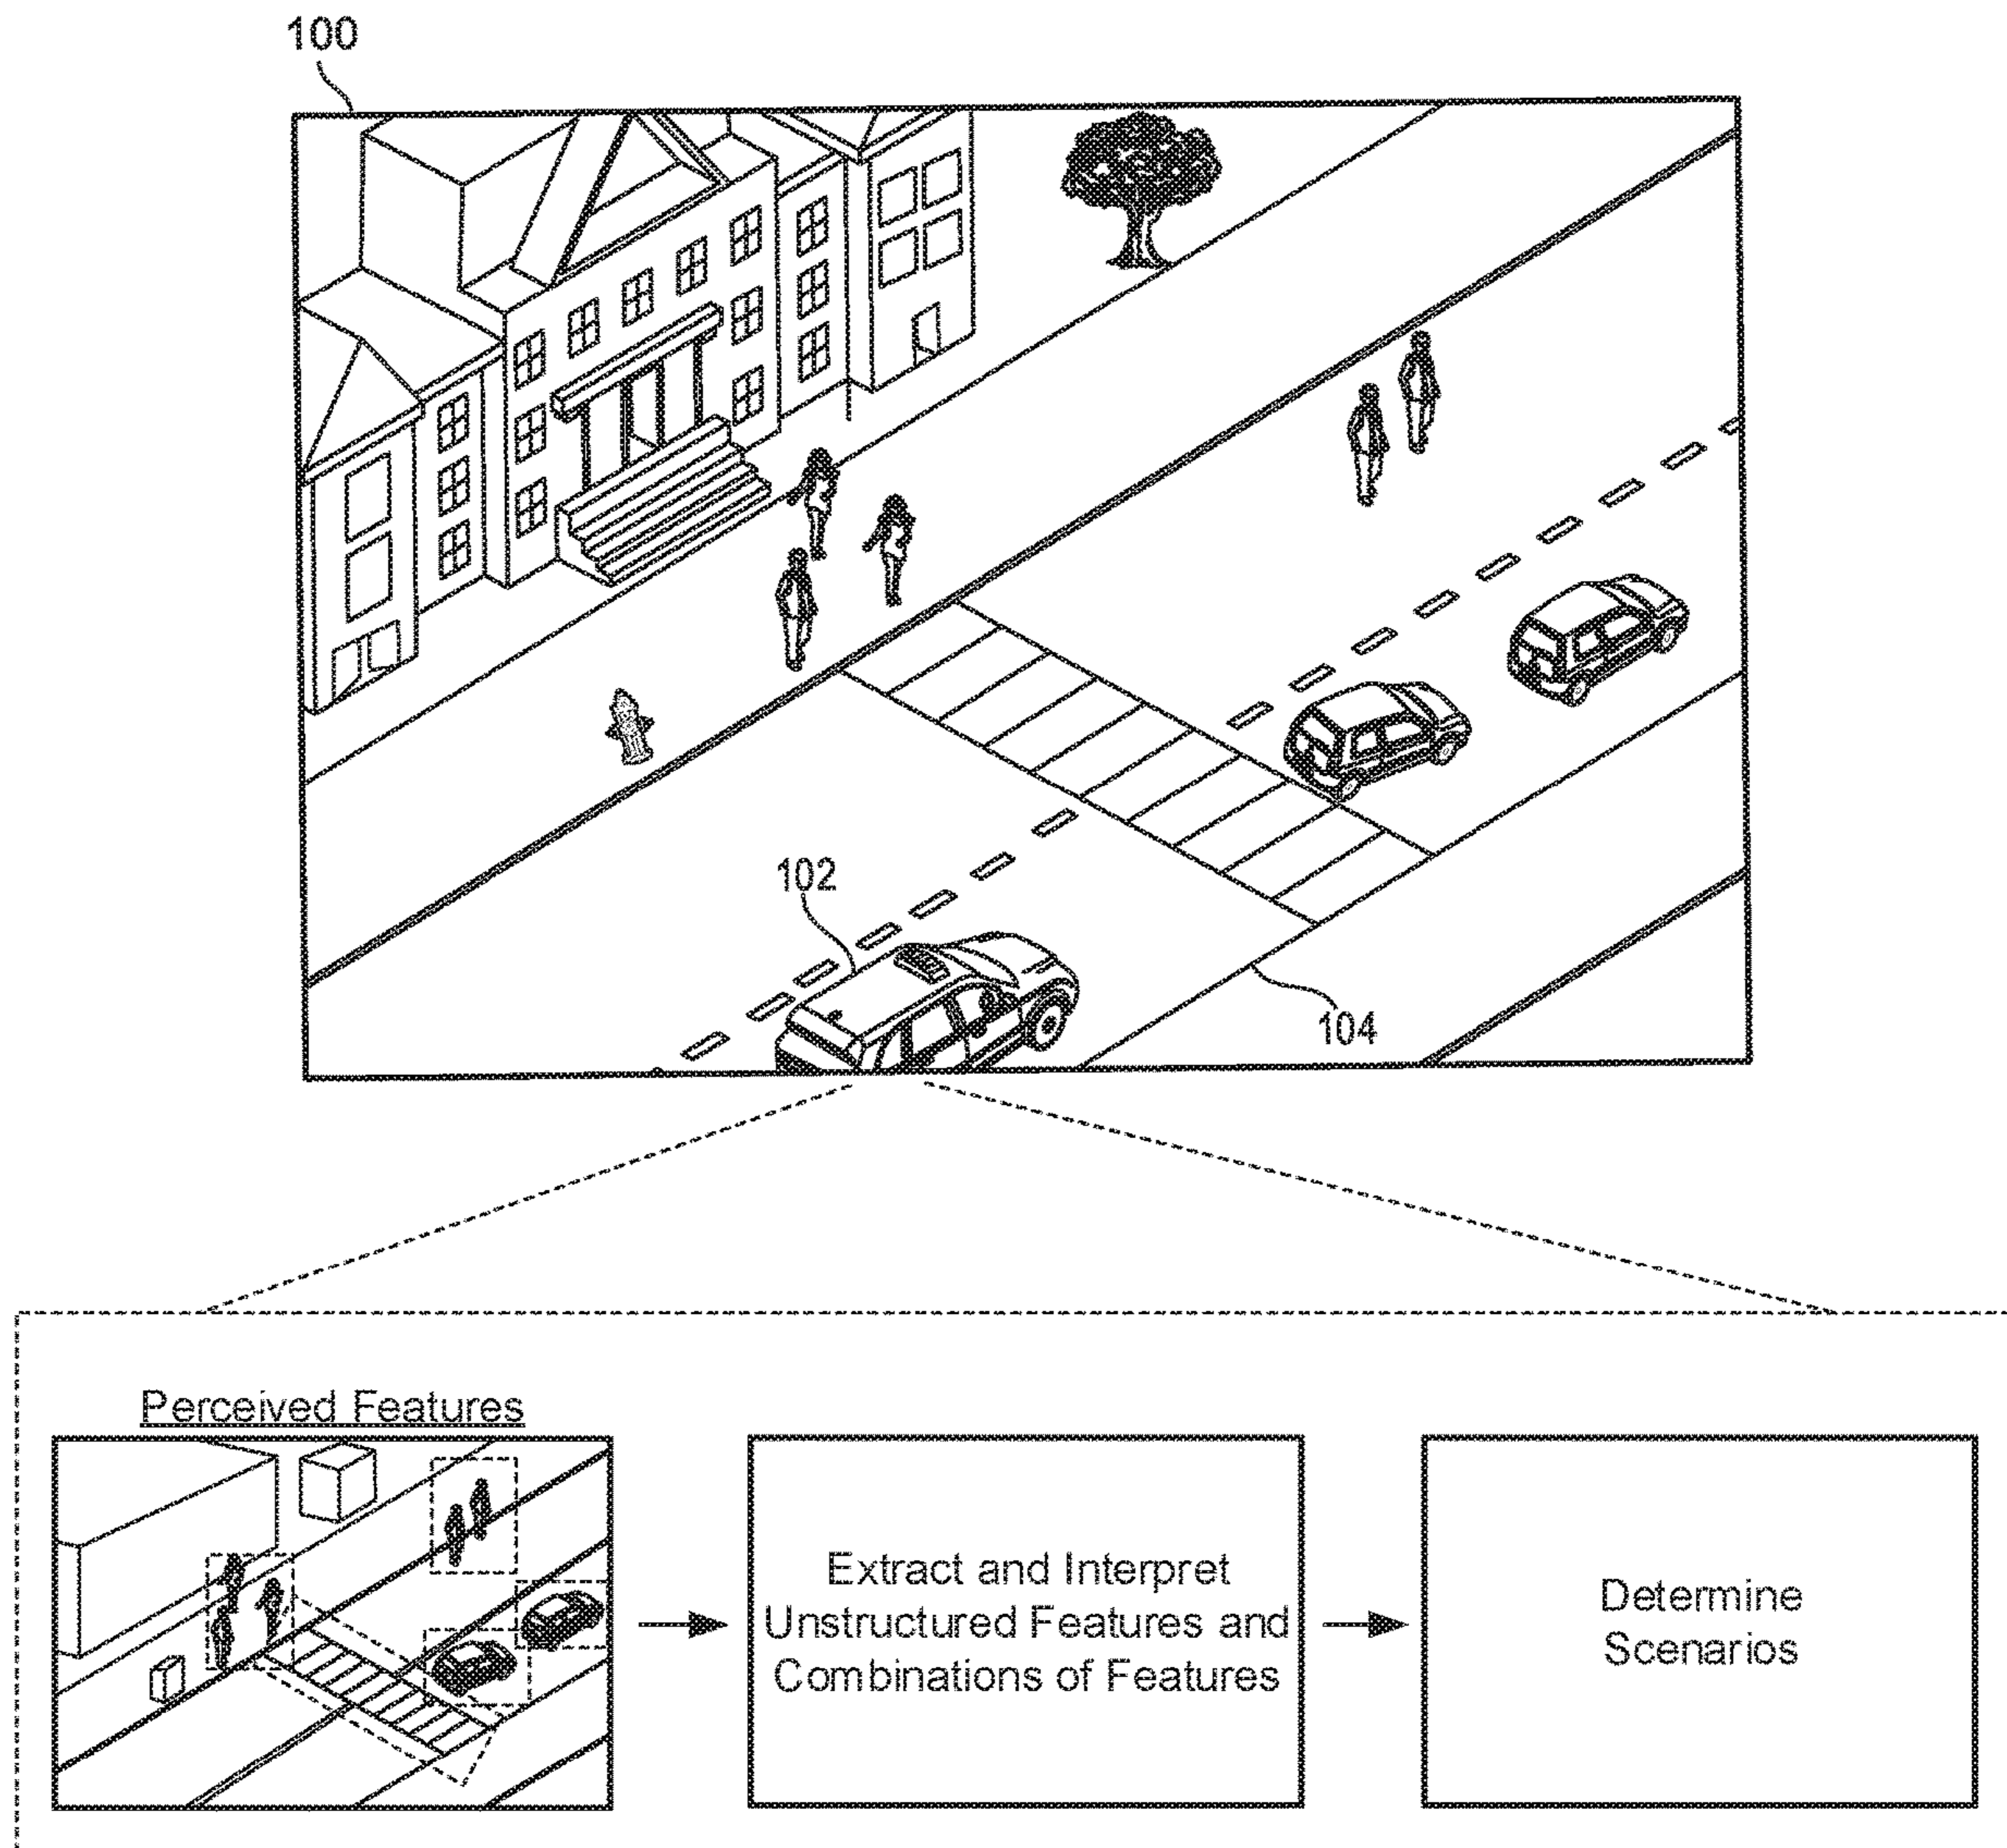 100
102
104
Perceived Features
Extract and Interpret
Unstructured Features and
Combinations of Features
Determine
Scenarios